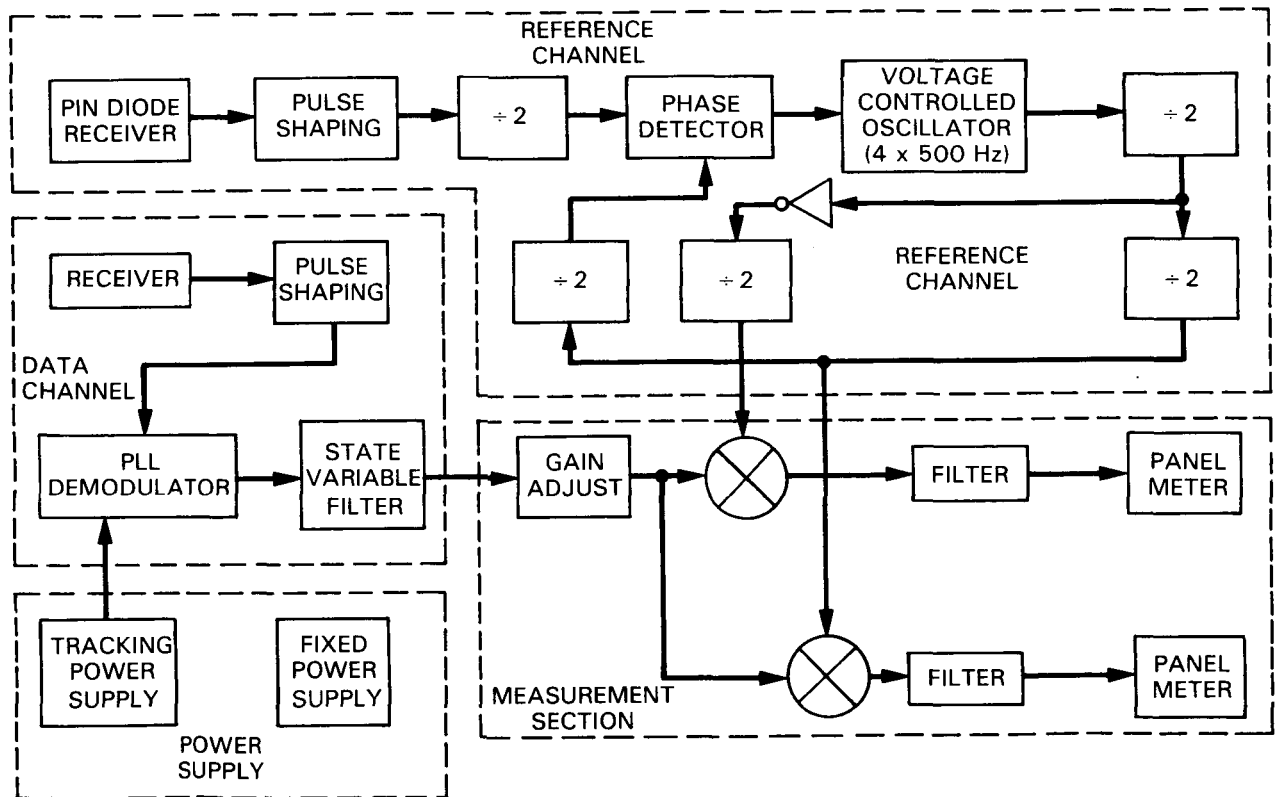 REFERENCE
CHANNEL
PIN DIODE
RECEIVER
PULSE
SHAPING
÷ 2
PHASE
DETECTOR
VOLTAGE
CONTROLLED
OSCILLATOR
(4 x 500 Hz)
÷ 2
÷ 2
÷ 2
REFERENCE
CHANNEL
÷ 2
RECEIVER
PULSE
SHAPING
DATA
CHANNEL
PLL
DEMODULATOR
STATE
VARIABLE
FILTER
GAIN
ADJUST
FILTER
PANEL
METER
FILTER
PANEL
METER
MEASUREMENT
SECTION
TRACKING
POWER
SUPPLY
FIXED
POWER
SUPPLY
POWER
SUPPLY